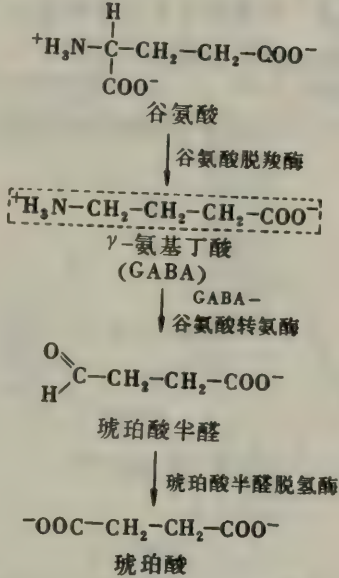 H
⁺H₃N-C-CH₂-CH₂-COO⁻
COO⁻
谷氨酸
谷氨酸脱羧酶
⁺H₃N-CH₂-CH₂-CH₂-COO⁻
γ-氨基丁酸
(GABA)
GABA-
谷氨酸转氨酶
O
C-CH₂-CH₂-COO⁻
H
琥珀酸半醛
琥珀酸半醛脱氢酶
⁻OOC-CH₂-CH₂-COO⁻
琥珀酸